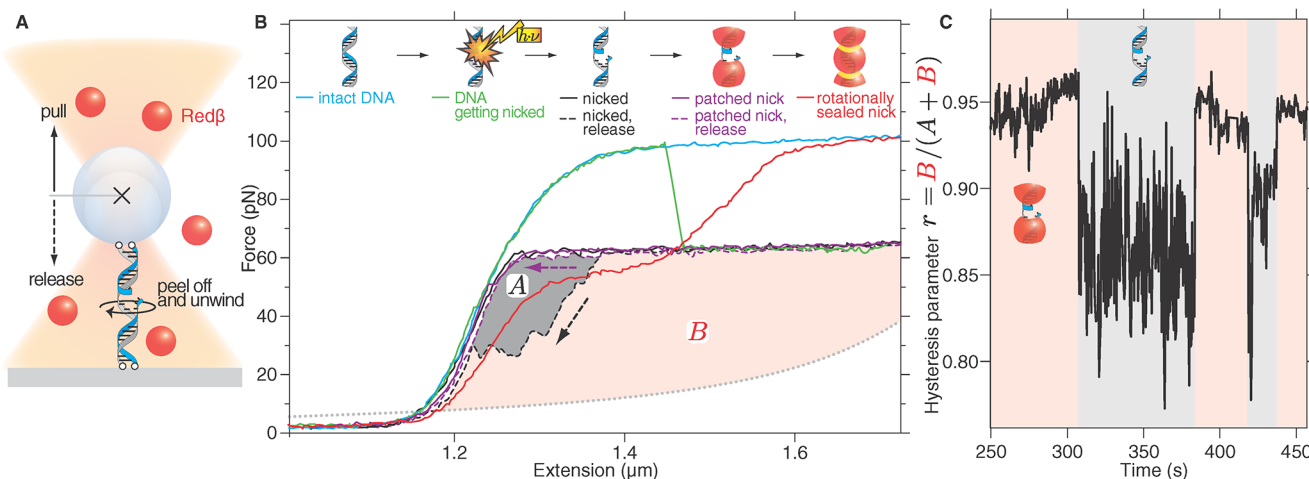 A
pull
Redβ
release
peel off
and unwind
B
Force (pN)
120
100
80
60
40
20
0
h·ν
intact DNA
DNA
getting nicked
nicked
nicked,
release
patched nick
patched nick,
release
rotationally
sealed nick
A
B
1.2
1.4
1.6
Extension (μm)
C
Hysteresis parameter r = B/(A + B)
0.95
0.90
0.85
0.80
250
300
350
400
450
Time (s)